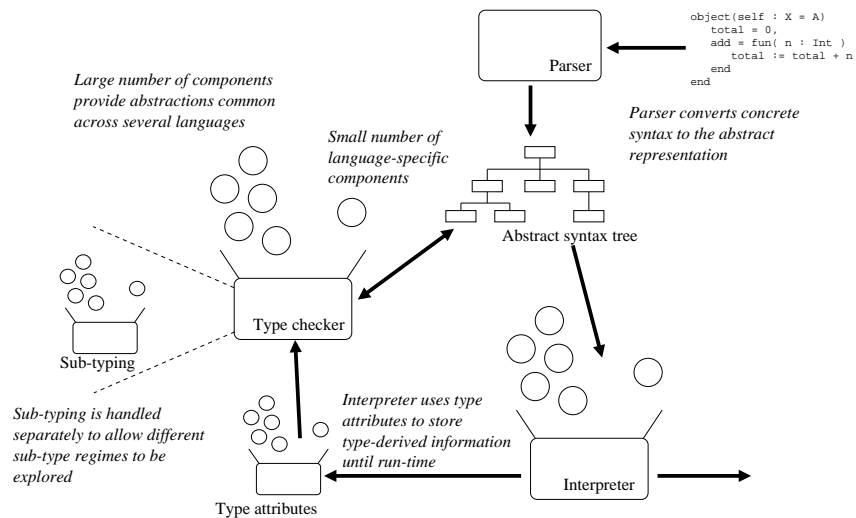 object(self : X = A)
total = 0,
add = fun( n : Int )
total := total + n
end
end
Parser
Large number of components
provide abstractions common
across several languages
Parser converts concrete
syntax to the abstract
representation
Small number of
language-specific
components
Abstract syntax tree
Type checker
Sub-typing
Sub-typing is handled
separately to allow different
sub-type regimes to be
explored
Interpreter uses type
attributes to store
type-derived information
until run-time
Interpreter
Type attributes